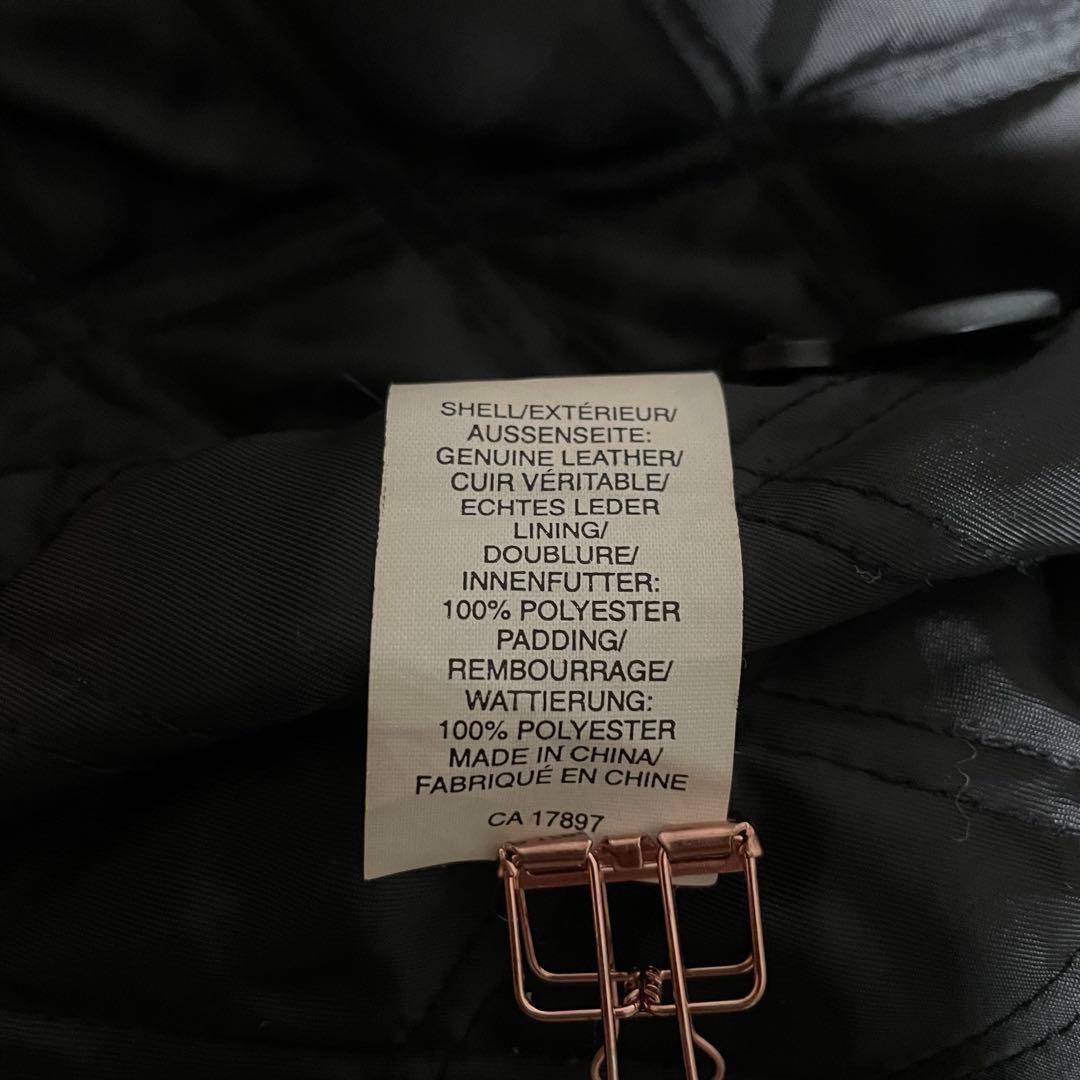 SHELL/EXTÉRIEUR/
AUSSENSEITE:
GENUINE LEATHER/
CUIR VÉRITABLE/
ECHTES LEDER
LINING/
DOUBLURE/
INNENFUTTER:
100% POLYESTER
PADDING/
REMBOURRAGE/
WATTIERUNG:
100% POLYESTER
MADE IN CHINA/
FABRIQUÉ EN CHINE
CA 17897